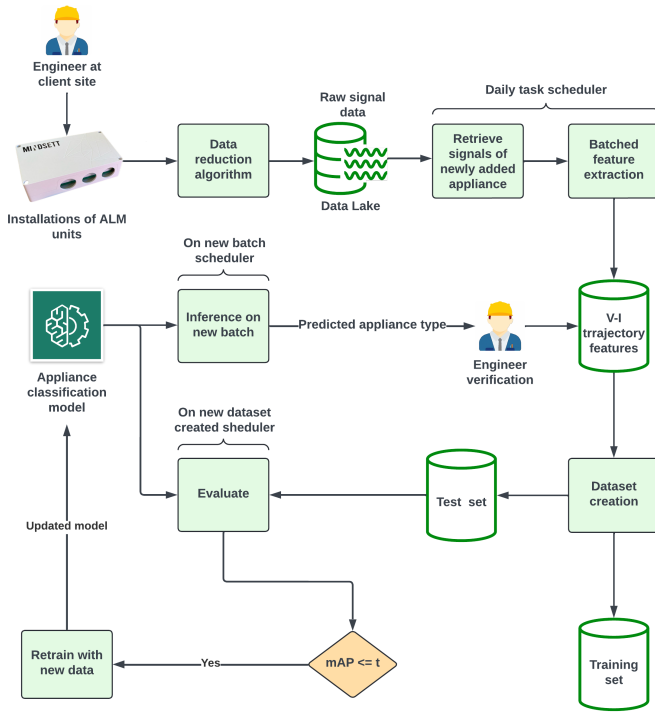 Engineer at
client site
MINDSETT
Installations of ALM
units
Data
reduction
algorithm
Raw signal
data
Data Lake
Daily task scheduler
Retrieve
signals of
newly added
appliance
Batched
feature
extraction
On new batch
scheduler
Inference on
new batch
Predicted appliance type
Engineer
verification
V-I
trrajectory
features
Appliance
classification
model
On new dataset
created sheduler
Evaluate
Test set
Dataset
creation
Updated model
Retrain with
new data
Yes
mAP <= t
Training
set